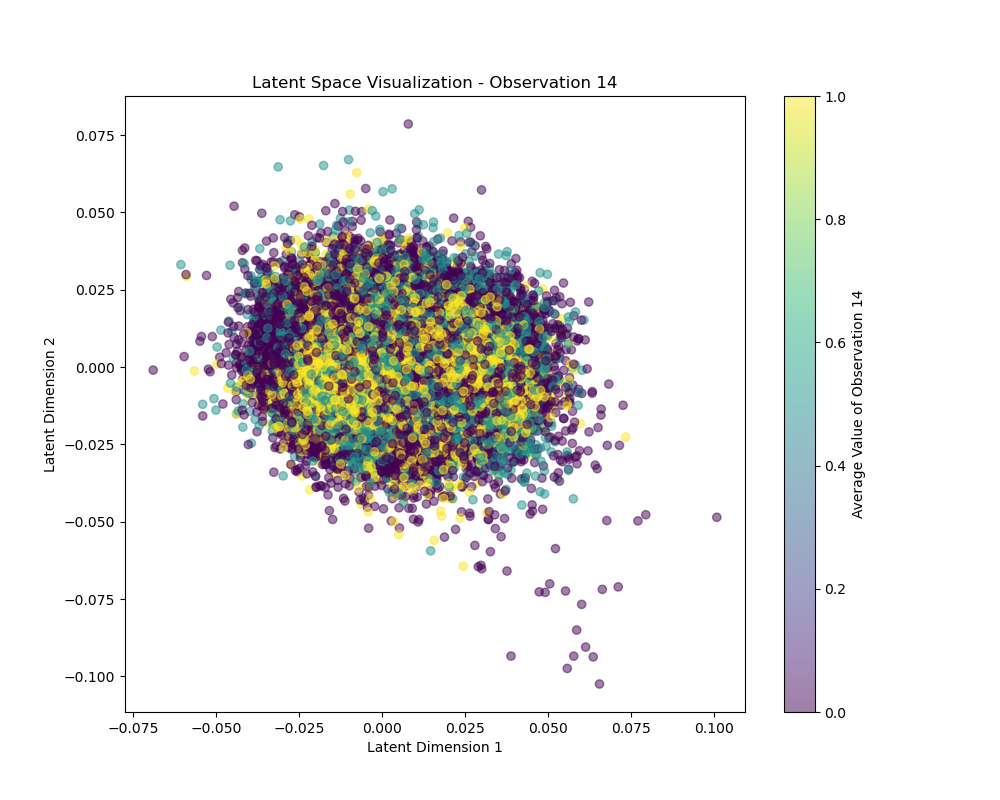 Latent Space Visualization - Observation 14
0.075
0.050
0.025
0.000
−0.025
−0.050
−0.075
−0.100
Latent Dimension 2
−0.075 −0.050 −0.025 0.000 0.025 0.050 0.075 0.100
Latent Dimension 1
1.0
0.8
0.6
0.4
0.2
0.0
Average Value of Observation 14